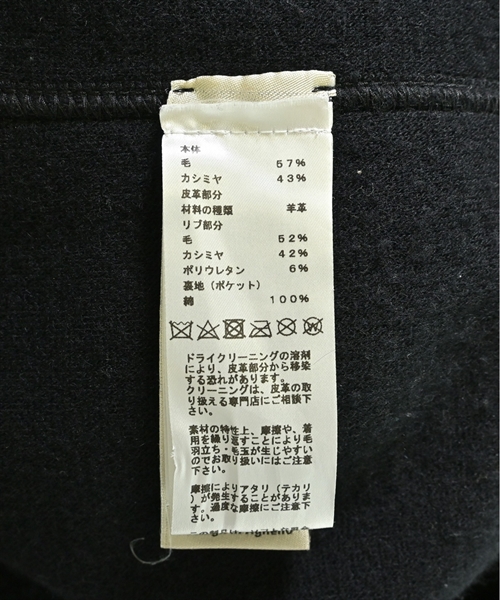 本体
毛 57%
カシミヤ 43%
皮革部分
材料の種類 羊革
リブ部分
毛 52%
カシミヤ 42%
ポリウレタン 6%
裏地（ポケット）
綿 100%
ドライクリーニングの溶剤
により、皮革部分から移染
する恐れがあります。
クリーニングは、皮革の取
り扱える専門店にご相談下
さい。
素材の特性上、摩擦や、着
用を繰り返すことにより毛
羽立ち・毛玉が生じやすい
のでお取り扱いにはご注意
下さい。
摩擦によりアタリ（テカリ
）が発生することがありま
す。過度な摩擦にご注意下
さい。